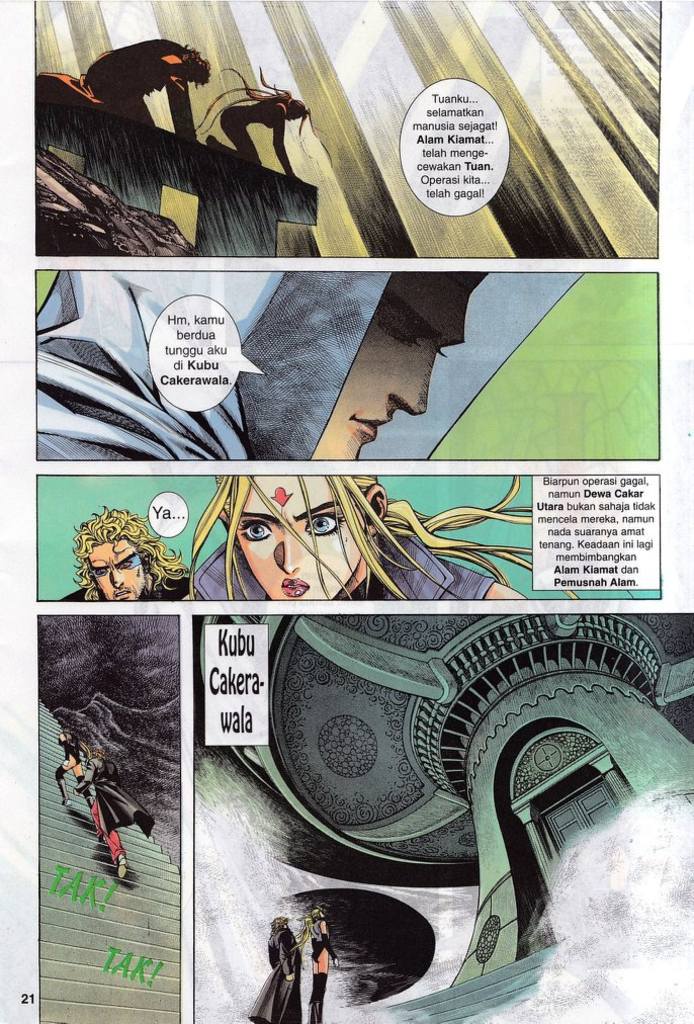 Tuanku...
selamatkan
manusia sejagat!
Alam Kiamat...
telah menge-
cewakan Tuan.
Operasi kita...
telah gagal!
Hm, kamu
berdua
tunggu aku
di Kubu
Cakerawala.
Ya...
Biarpun operasi gagal,
namun Dewa Cakar
Utara bukan sahaja tidak
mencela mereka, namun
nada suaranya amat
tenang. Keadaan ini lagi
membimbangkan
Alam Kiamat dan
Pemusnah Alam.
TAK!
TAK!
Kubu
Cakera-
wala
21